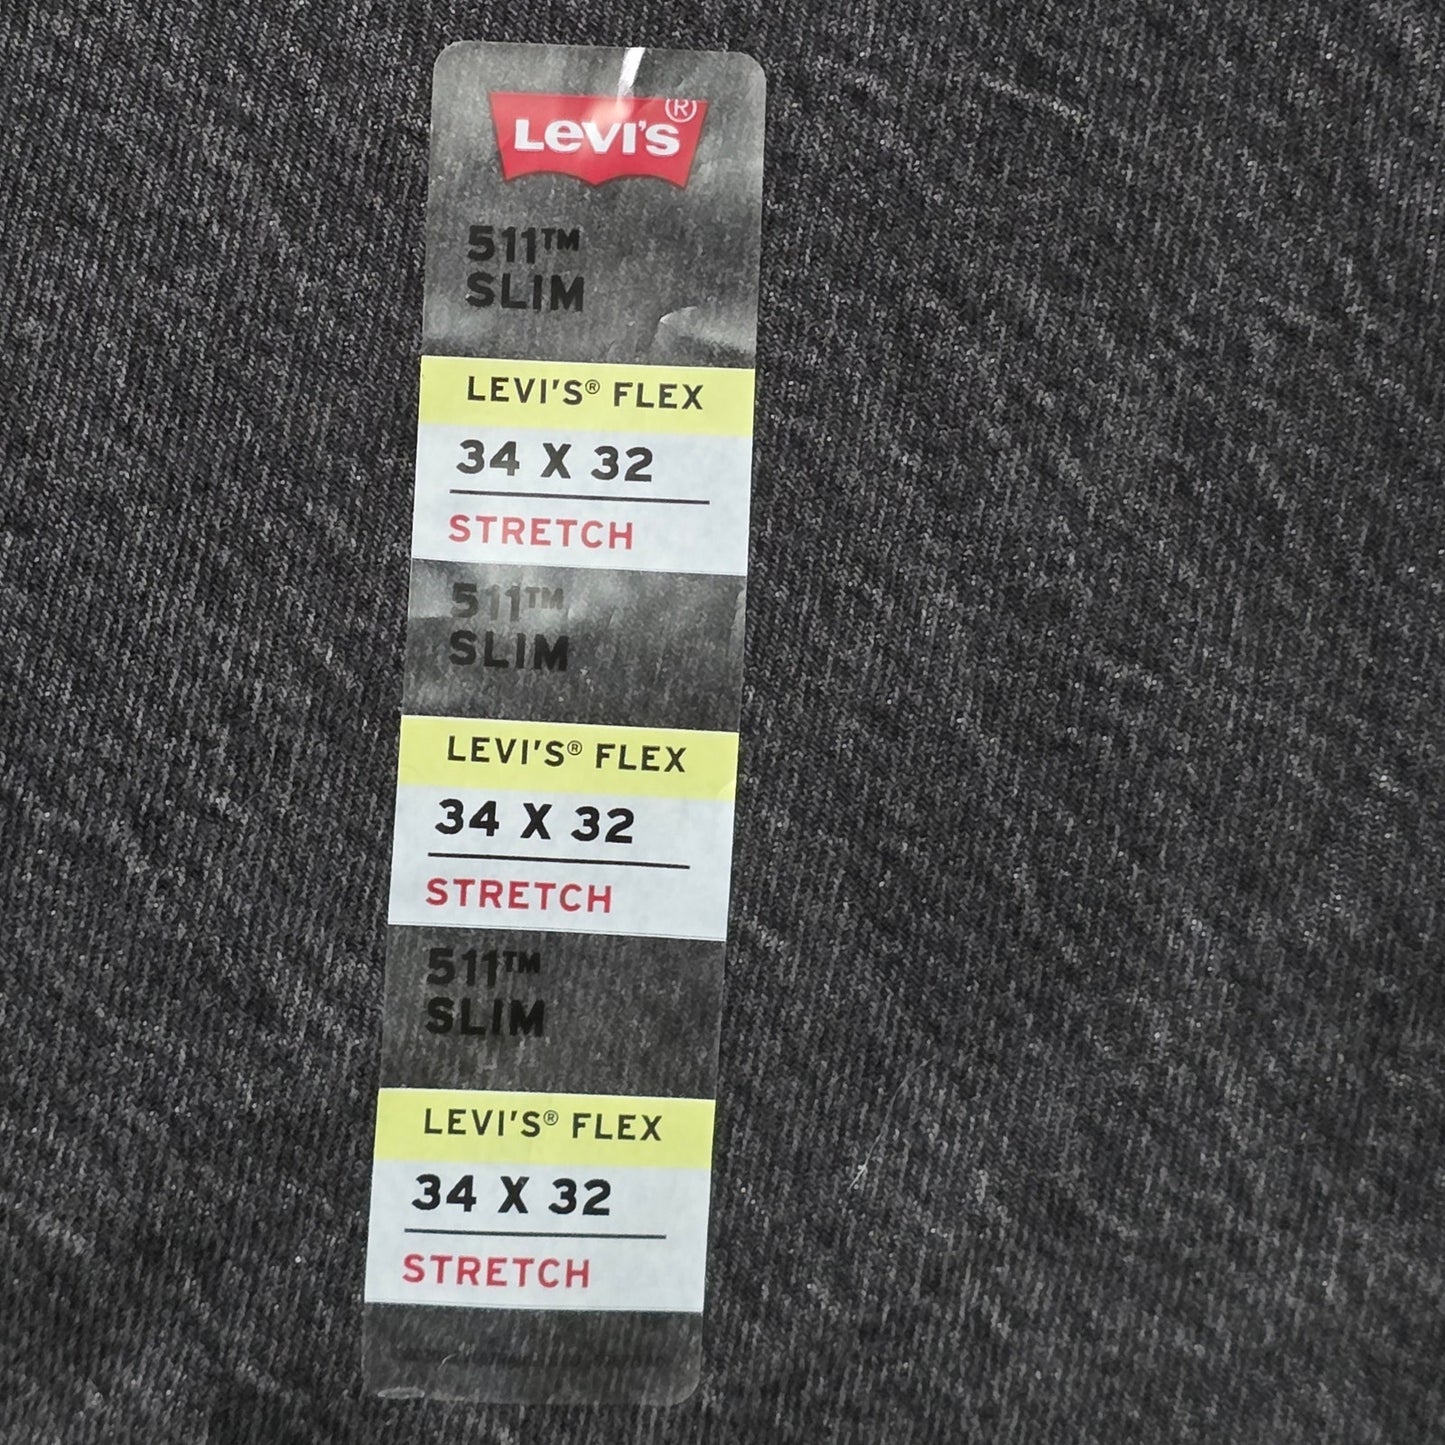 LEVI'S®
511™
SLIM
LEVI'S® FLEX
34 X 32
STRETCH
511™
SLIM
LEVI'S® FLEX
34 X 32
STRETCH
511™
SLIM
LEVI'S® FLEX
34 X 32
STRETCH